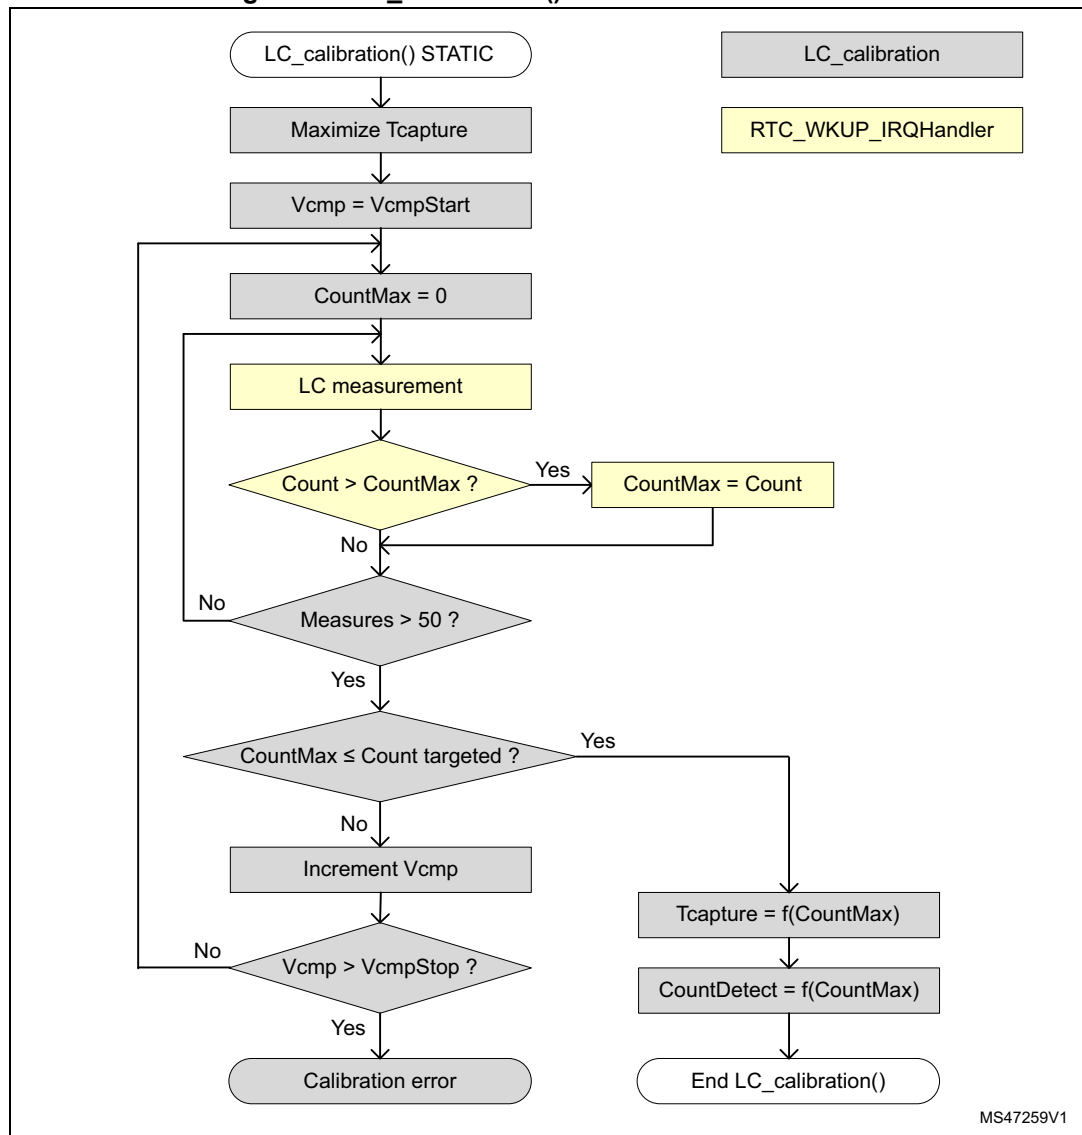 LC_calibration() STATIC
LC_calibration
Maximize Tcapture
RTC_WKUP_IRQHandler
Vcmp = VcmpStart
CountMax = 0
LC measurement
Count > CountMax ?
Yes
CountMax = Count
No
No
Measures > 50 ?
Yes
CountMax ≤ Count targeted ?
Yes
No
Increment Vcmp
Tcapture = f(CountMax)
No
Vcmp > VcmpStop ?
CountDetect = f(CountMax)
Yes
Calibration error
End LC_calibration()
MS47259V1